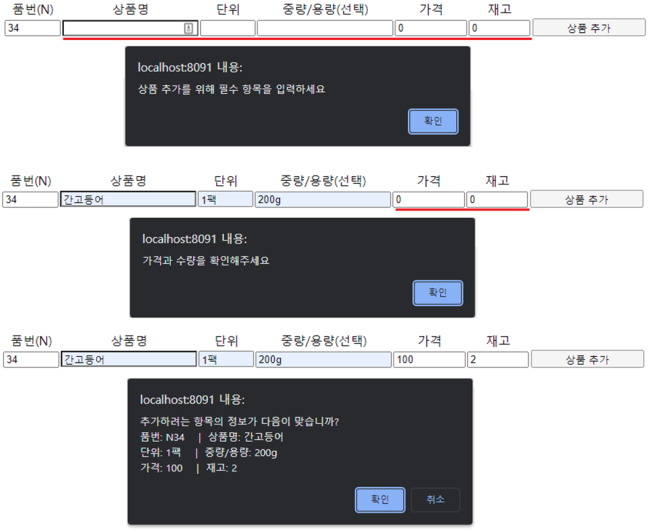 품번(N) 상품명 단위 중량/용량(선택) 가격 재고
34 0 0 상품 추가
localhost:8091 내용:
상품 추가를 위해 필수 항목을 입력하세요
확인
품번(N) 상품명 단위 중량/용량(선택) 가격 재고
34 간고등어 1팩 200g 0 0 상품 추가
localhost:8091 내용:
가격과 수량을 확인해주세요
확인
품번(N) 상품명 단위 중량/용량(선택) 가격 재고
34 간고등어 1팩 200g 100 2 상품 추가
localhost:8091 내용:
추가하려는 항목의 정보가 다음이 맞습니까?
품번: N34 | 상품명: 간고등어
단위: 1팩 | 중량/용량: 200g
가격: 100 | 재고: 2
확인 취소